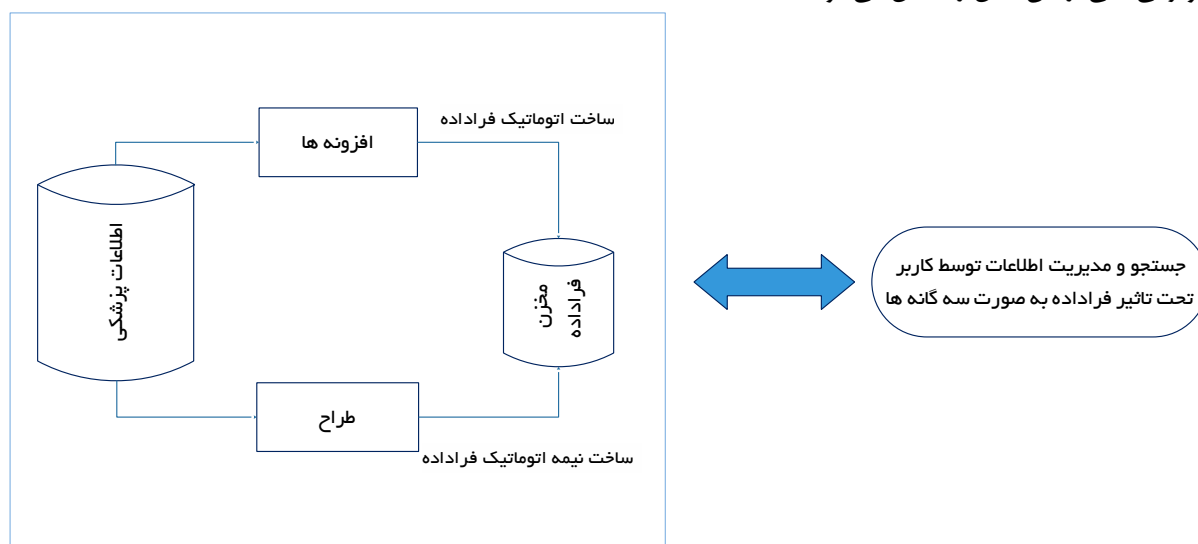 ساخت اتوماتیک فراداده
افزونه ها
اطلاعات پزشکی
مخزن
فراداده
جستجو و مدیریت اطلاعات توسط کاربر
تحت تاثیر فراداده به صورت سه گانه ها
طراح
ساخت نیمه اتوماتیک فراداده